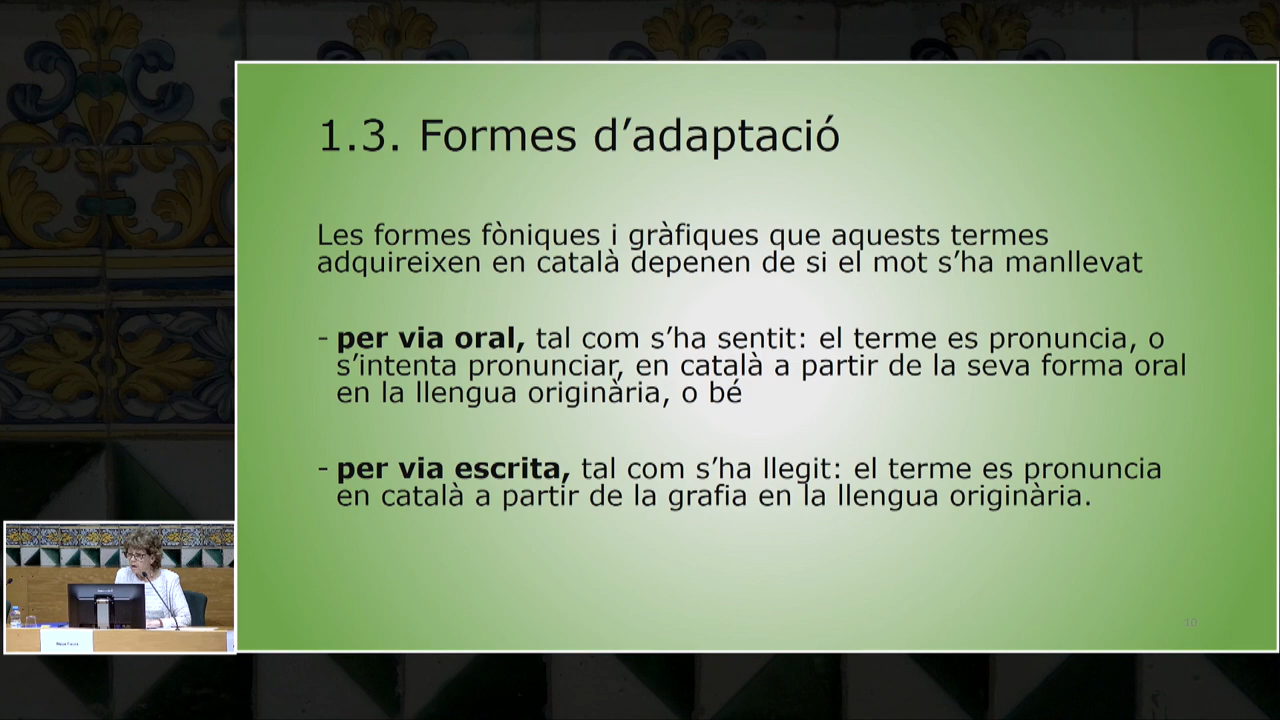 1.3. Formes d’adaptació
Les formes fòniques i gràfiques que aquests termes
adquireixen en català depenen de si el mot s’ha manllevat
- per via oral, tal com s’ha sentit: el terme es pronuncia, o
s’intenta pronunciar, en català a partir de la seva forma oral
en la llengua originària, o bé
- per via escrita, tal com s’ha llegit: el terme es pronuncia
en català a partir de la grafia en la llengua originària.
10